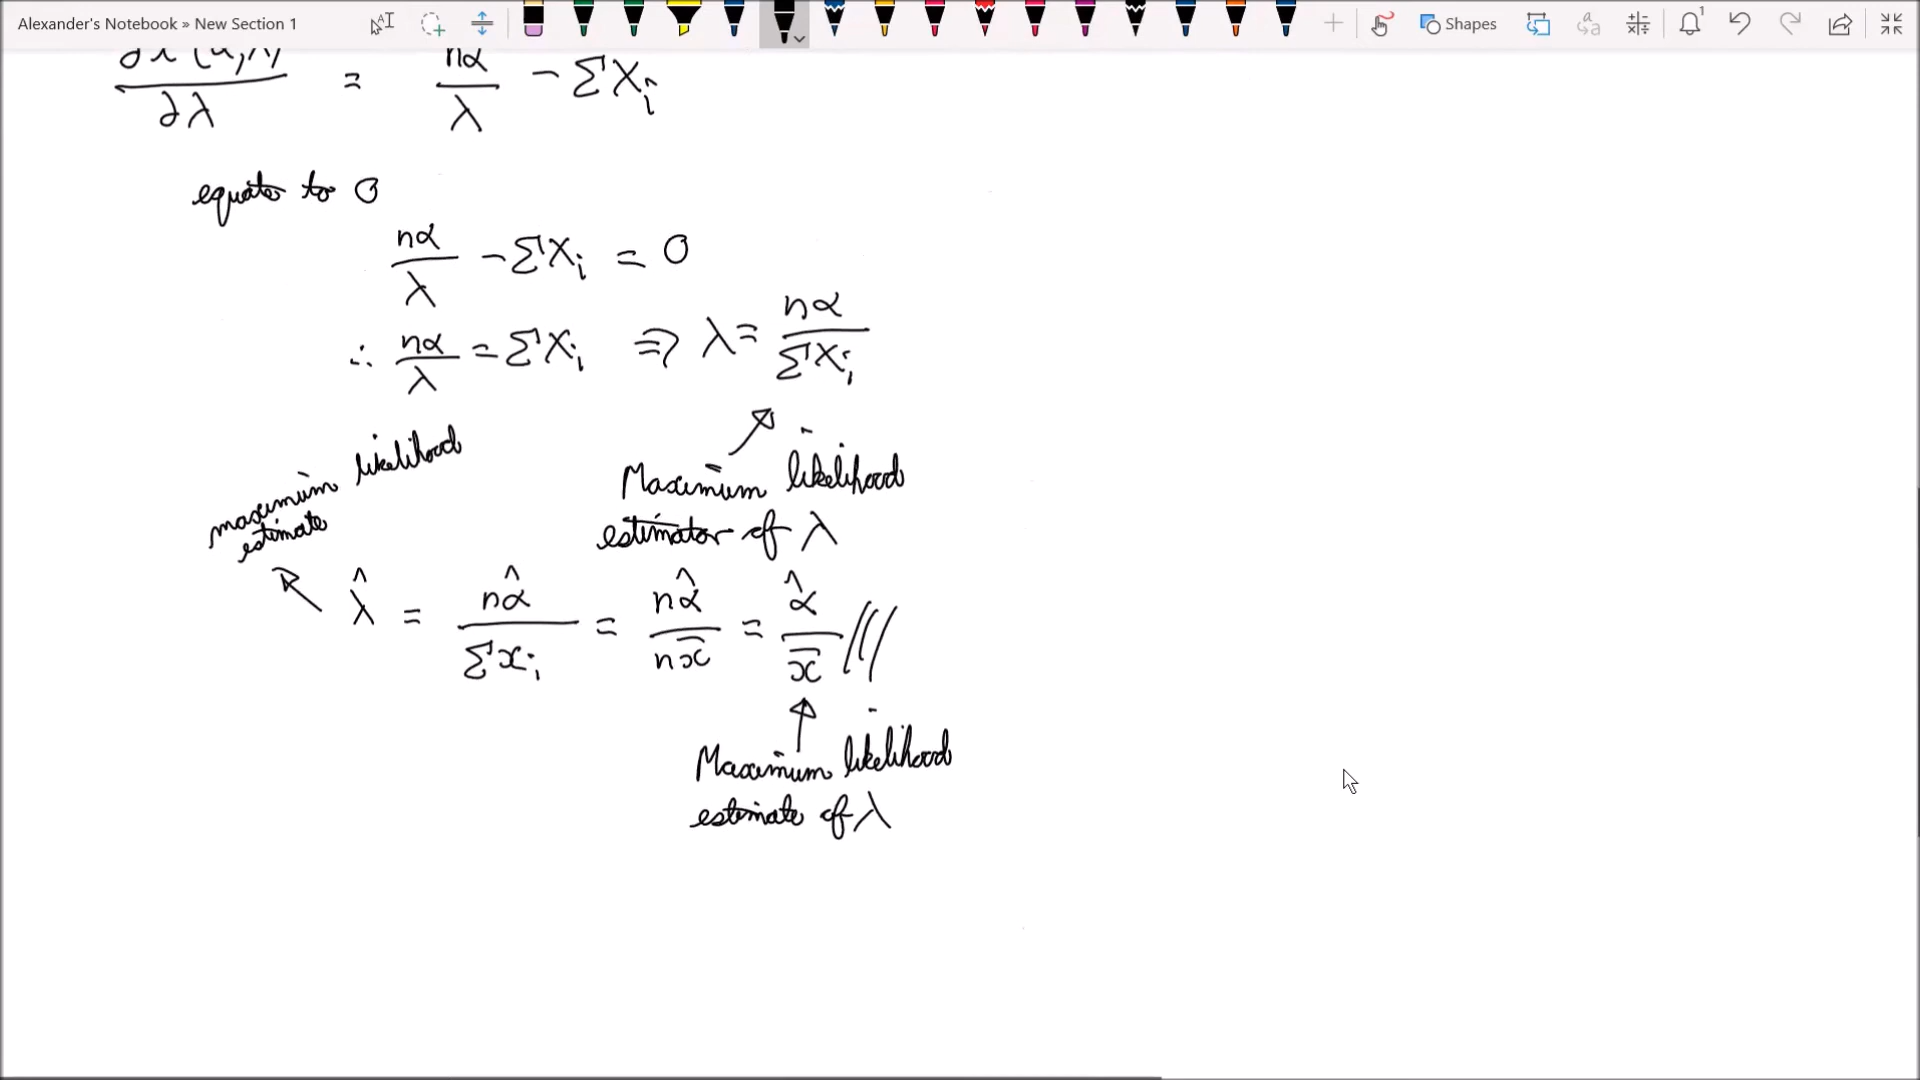 Alexander's Notebook » New Section 1
Shapes
1
∂λ = nα/λ − ΣXᵢ
equate to 0
nα/λ − ΣXᵢ = 0
∴ nα/λ = ΣXᵢ ⇒ λ = nα/ΣXᵢ
maximum likelihood
estimate
Maximum likelihood
estimator of λ
λ̂ = nα̂/Σxᵢ = nα̂/nx̄ = α̂/x̄
Maximum likelihood
estimate of λ